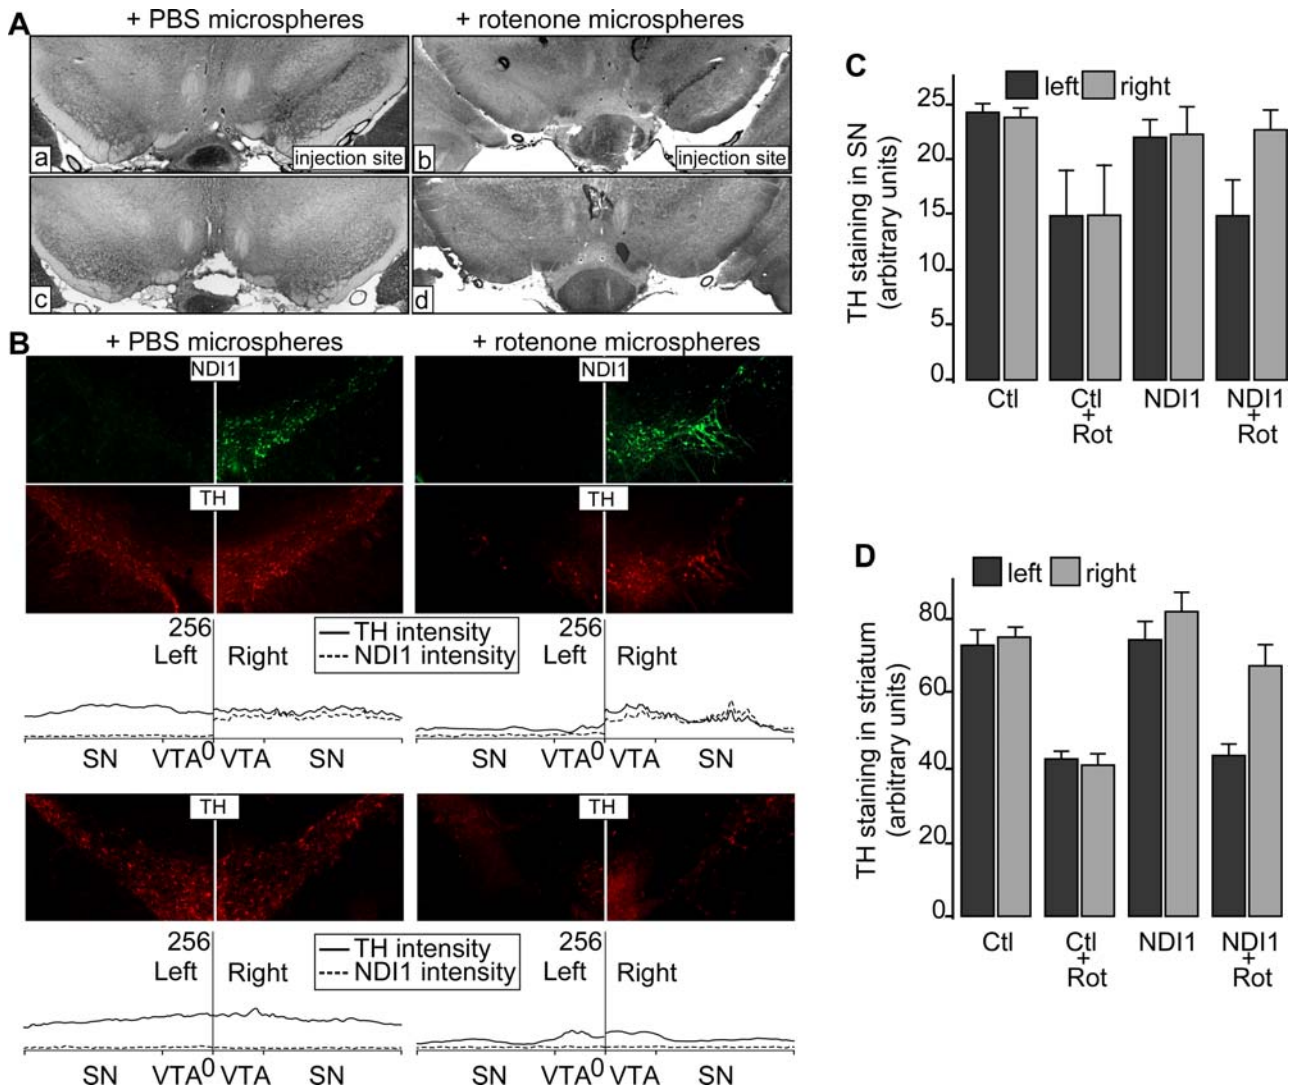 A
+ PBS microspheres
+ rotenone microspheres
a
injection site
b
injection site
c
d
B
+ PBS microspheres
+ rotenone microspheres
NDI1
NDI1
TH
TH
256
Left
Right
TH intensity
NDI1 intensity
256
Left
Right
SN
VTA
0
VTA
SN
SN
VTA
0
VTA
SN
TH
TH
256
Left
Right
TH intensity
NDI1 intensity
256
Left
Right
SN
VTA
0
VTA
SN
SN
VTA
0
VTA
SN
C
left
right
TH staining in SN
(arbitrary units)
25
20
15
10
5
0
Ctl
Ctl
+
Rot
NDI1
NDI1
+
Rot
D
left
right
TH staining in striatum
(arbitrary units)
80
60
40
20
0
Ctl
Ctl
+
Rot
NDI1
NDI1
+
Rot